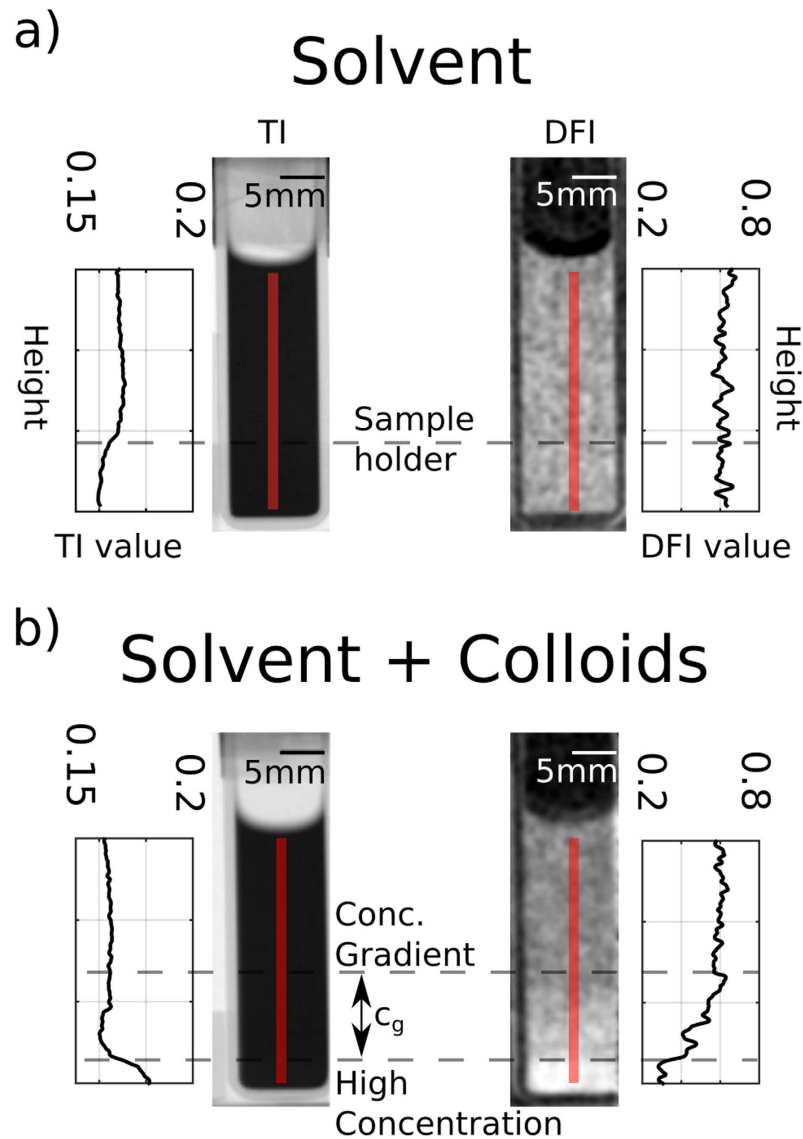 a)
Solvent
TI
DFI
0.15
0.2
5mm
5mm
0.2
0.8
Height
Height
Sample
holder
TI value
DFI value
b)
Solvent + Colloids
0.15
0.2
5mm
5mm
0.2
0.8
Conc.
Gradient
cg
High
Concentration